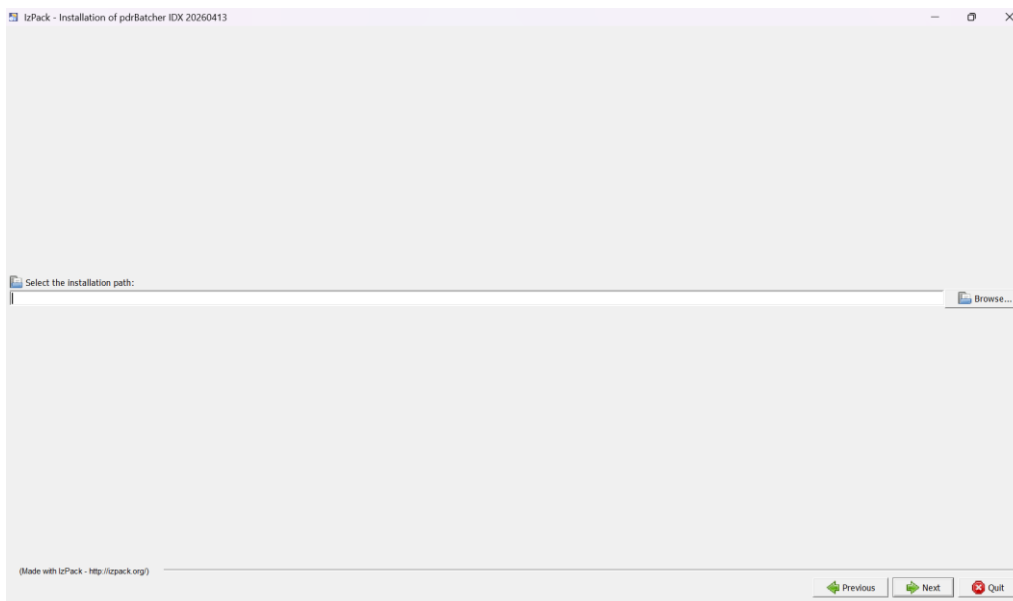 IzPack - Installation of pdrBatcher IDX 20260413
Select the installation path:
Browse...
(Made with IzPack - http://izpack.org/)
Previous
Next
Quit